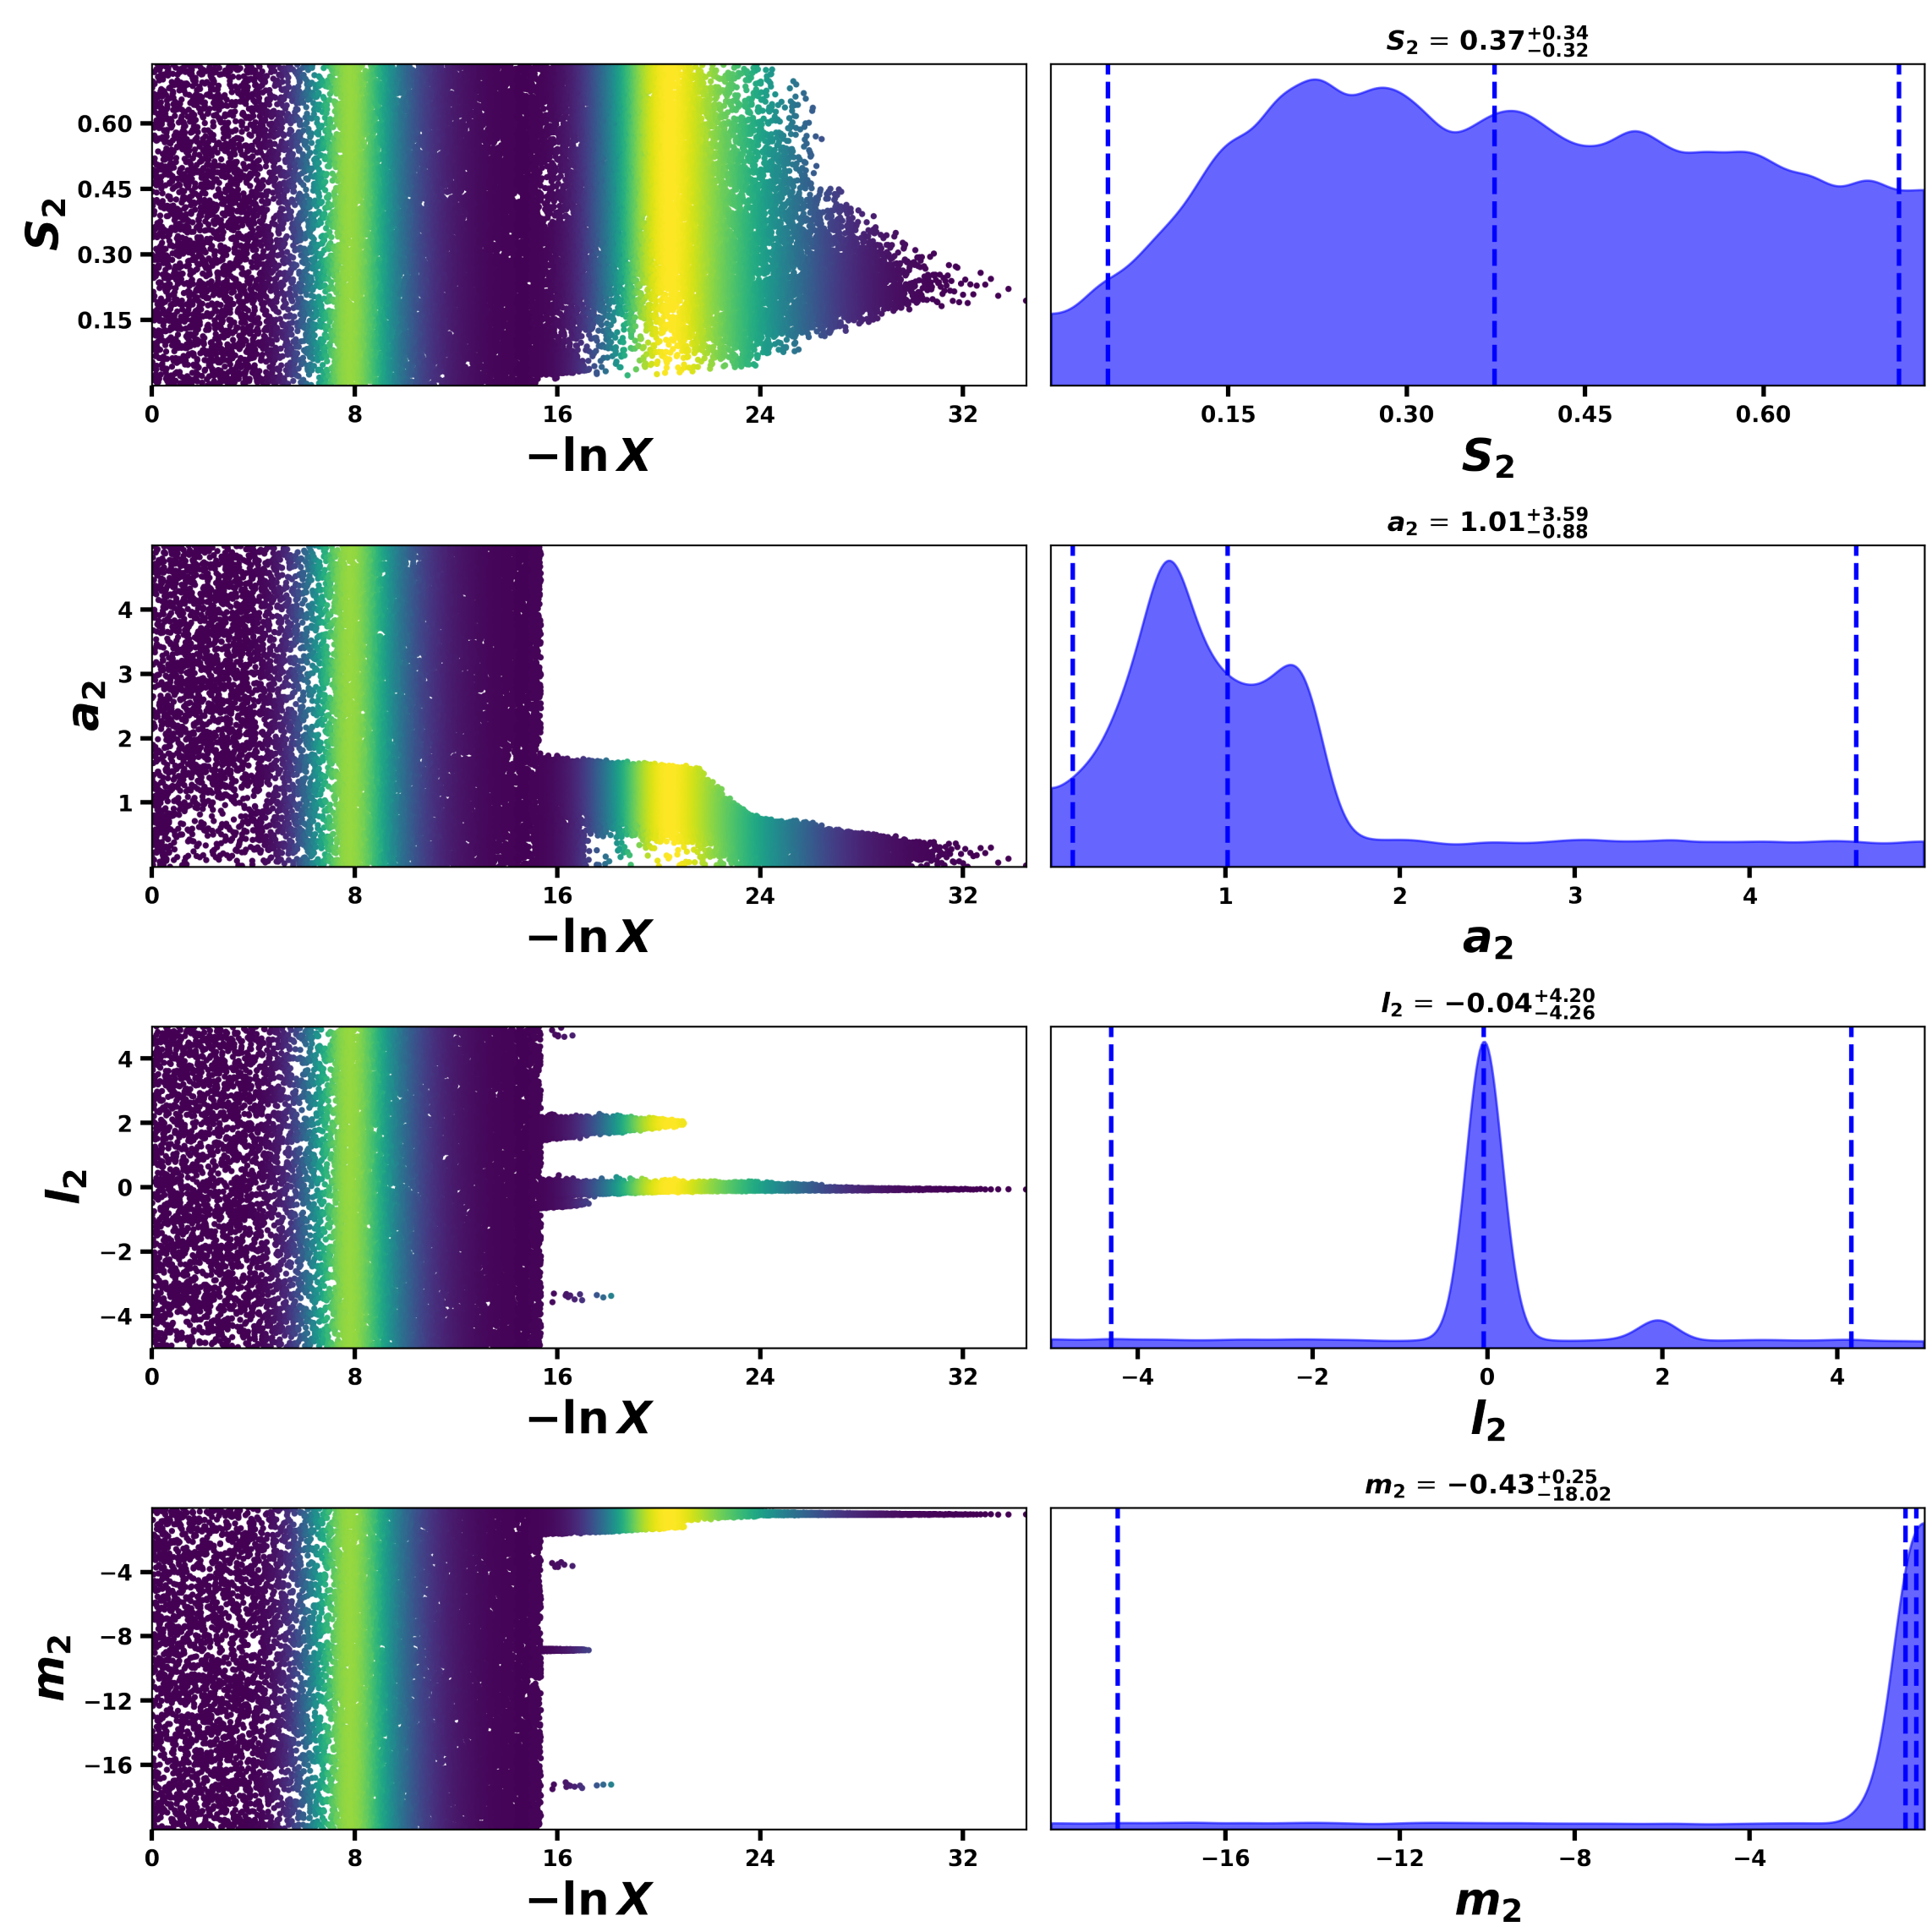 S₂ = 0.37 +0.34 −0.32
S₂
0.60
0.45
0.30
0.15
0 8 16 24 32
−ln X
0.15 0.30 0.45 0.60
S₂
a₂ = 1.01 +3.59 −0.88
a₂
4
3
2
1
0 8 16 24 32
−ln X
1 2 3 4
a₂
l₂ = −0.04 +4.20 −4.26
l₂
4
2
0
−2
−4
0 8 16 24 32
−ln X
−4 −2 0 2 4
l₂
m₂ = −0.43 +0.25 −18.02
m₂
−4
−8
−12
−16
0 8 16 24 32
−ln X
−16 −12 −8 −4
m₂